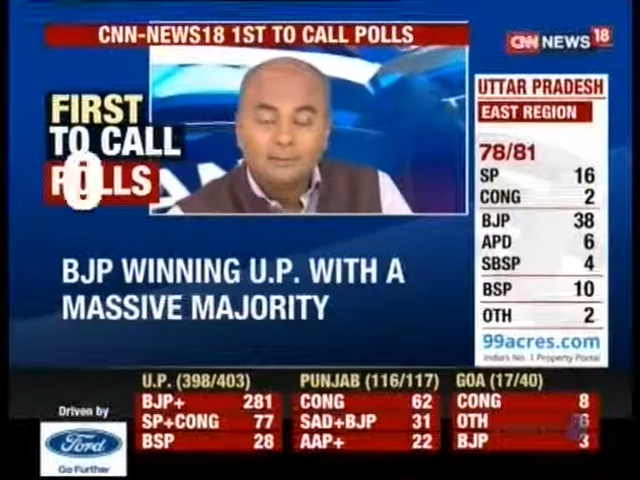 CNN-NEWS18 1ST TO CALL POLLS
CNN NEWS18
FIRST
TO CALL
POLLS
UTTAR PRADESH
EAST REGION
78/81
SP 16
CONG 2
BJP 38
APD 6
SBSP 4
BSP 10
OTH 2
99acres.com
India's No. 1 Property Portal
BJP WINNING U.P. WITH A
MASSIVE MAJORITY
Driven by
Ford
Go Further
U.P. (398/403)
BJP+ 281
SP+CONG 77
BSP 28
PUNJAB (116/117)
CONG 62
SAD+BJP 31
AAP+ 22
GOA (17/40)
CONG 8
OTH 6
BJP 3